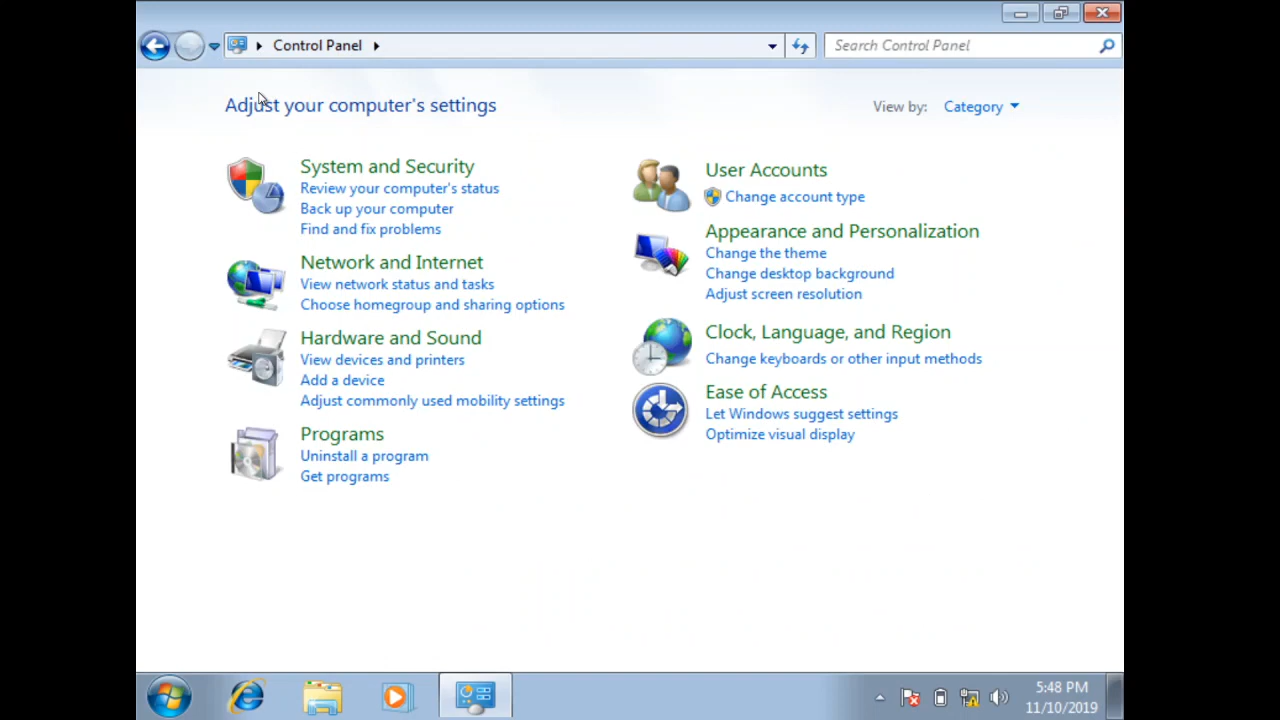 Control Panel
Search Control Panel
Adjust your computer's settings
View by: Category
System and Security
Review your computer's status
Back up your computer
Find and fix problems
Network and Internet
View network status and tasks
Choose homegroup and sharing options
Hardware and Sound
View devices and printers
Add a device
Adjust commonly used mobility settings
Programs
Uninstall a program
Get programs
User Accounts
Change account type
Appearance and Personalization
Change the theme
Change desktop background
Adjust screen resolution
Clock, Language, and Region
Change keyboards or other input methods
Ease of Access
Let Windows suggest settings
Optimize visual display
5:48 PM
11/10/2019